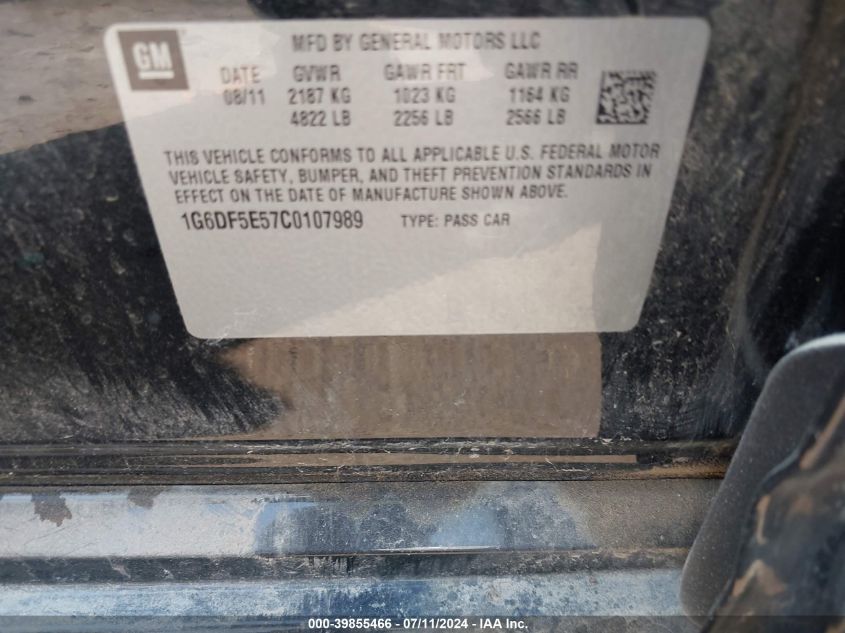 GM
MFD BY GENERAL MOTORS LLC
DATE GVWR GAWR FRT GAWR RR
08/11 2187 KG 1023 KG 1164 KG
4822 LB 2256 LB 2566 LB
THIS VEHICLE CONFORMS TO ALL APPLICABLE U.S. FEDERAL MOTOR
VEHICLE SAFETY, BUMPER, AND THEFT PREVENTION STANDARDS IN
EFFECT ON THE DATE OF MANUFACTURE SHOWN ABOVE.
1G6DF5E57C0107989 TYPE: PASS CAR
000-39855466 - 07/11/2024 - IAA Inc.